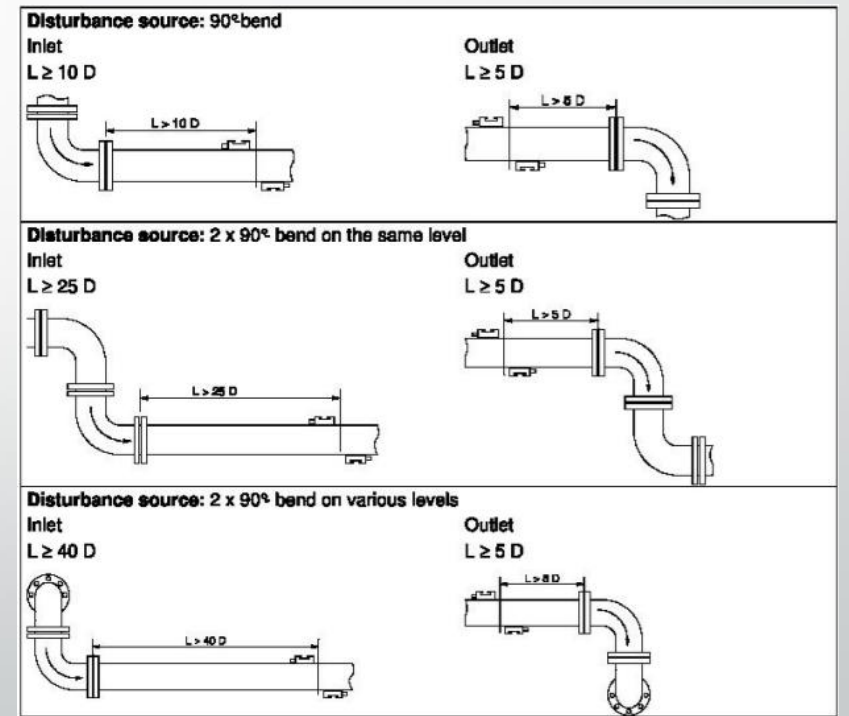 Disturbance source: 90° bend
Inlet
Outlet
L ≥ 10 D
L ≥ 5 D
L > 10 D
L > 5 D
Disturbance source: 2 x 90° bend on the same level
Inlet
Outlet
L ≥ 25 D
L ≥ 5 D
L > 25 D
L > 5 D
Disturbance source: 2 x 90° bend on various levels
Inlet
Outlet
L ≥ 40 D
L ≥ 5 D
L > 40 D
L > 5 D